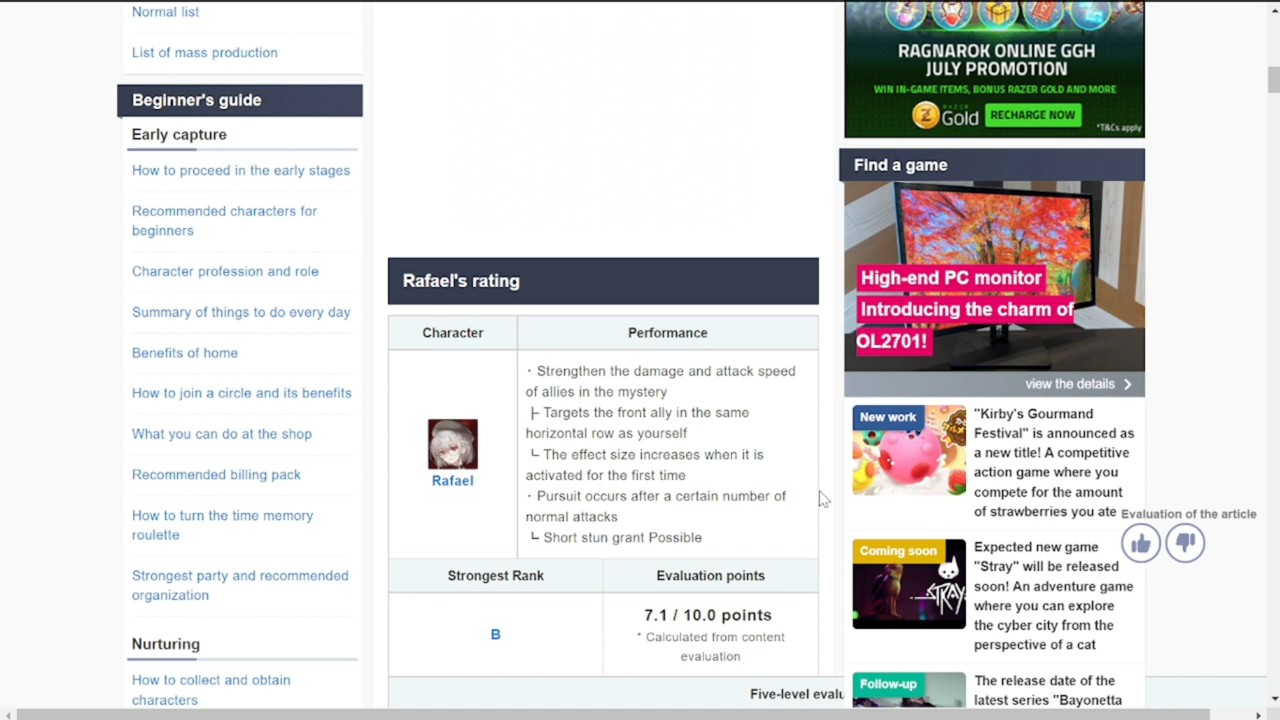 Normal list
List of mass production
Beginner's guide
Early capture
How to proceed in the early stages
Recommended characters for
beginners
Character profession and role
Summary of things to do every day
Benefits of home
How to join a circle and its benefits
What you can do at the shop
Recommended billing pack
How to turn the time memory
roulette
Strongest party and recommended
organization
Nurturing
How to collect and obtain
characters
Rafael's rating
Character
Performance
Rafael
・Strengthen the damage and attack speed
of allies in the mystery
├ Targets the front ally in the same
horizontal row as yourself
└ The effect size increases when it is
activated for the first time
・Pursuit occurs after a certain number of
normal attacks
└ Short stun grant Possible
Strongest Rank
Evaluation points
B
7.1 / 10.0 points
* Calculated from content
evaluation
Five-level evalu
RAGNAROK ONLINE GGH
JULY PROMOTION
WIN IN-GAME ITEMS, BONUS RAZER GOLD AND MORE
RAZER
Gold
RECHARGE NOW
*T&Cs apply
Find a game
High-end PC monitor
Introducing the charm of
OL2701!
view the details
New work
"Kirby's Gourmand
Festival" is announced as
a new title! A competitive
action game where you
compete for the amount
of strawberries you ate
Evaluation of the article
Coming soon
STRAY
Expected new game
"Stray" will be released
soon! An adventure game
where you can explore
the cyber city from the
perspective of a cat
Follow-up
The release date of the
latest series "Bayonetta